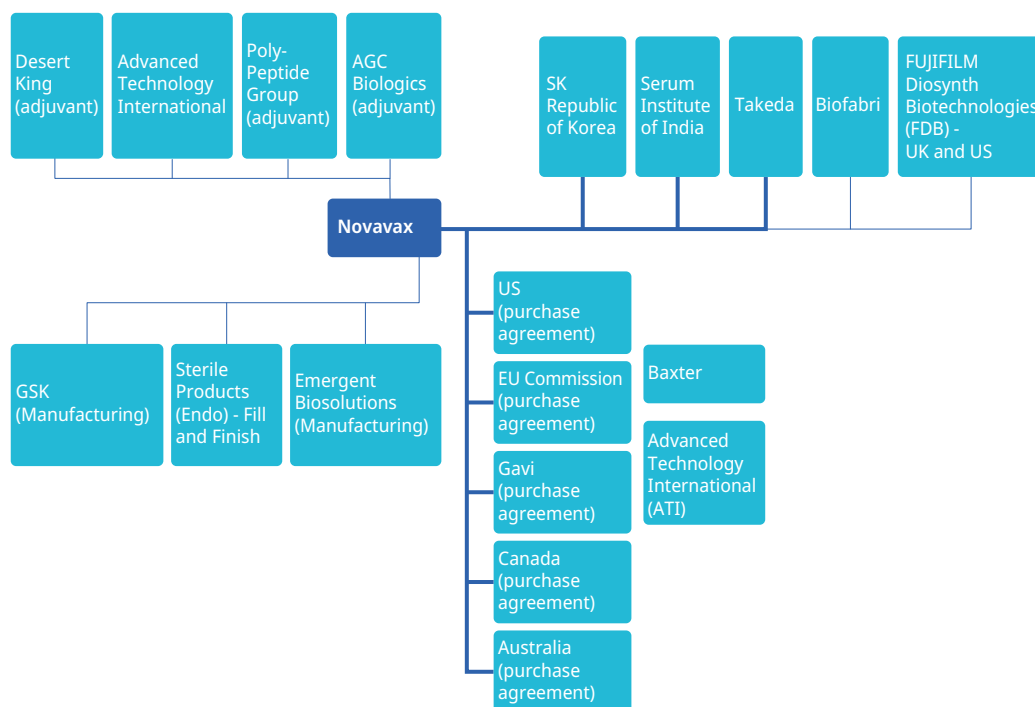 Desert
King
(adjuvant)
Advanced
Technology
International
Poly-
Peptide
Group
(adjuvant)
AGC
Biologics
(adjuvant)
SK
Republic
of Korea
Serum
Institute
of India
Takeda
Biofabri
FUJIFILM
Diosynth
Biotechnologies
(FDB) -
UK and US
Novavax
US
(purchase
agreement)
EU Commission
(purchase
agreement)
Gavi
(purchase
agreement)
Canada
(purchase
agreement)
Australia
(purchase
agreement)
Baxter
Advanced
Technology
International
(ATI)
GSK
(Manufacturing)
Sterile
Products
(Endo) - Fill
and Finish
Emergent
Biosolutions
(Manufacturing)